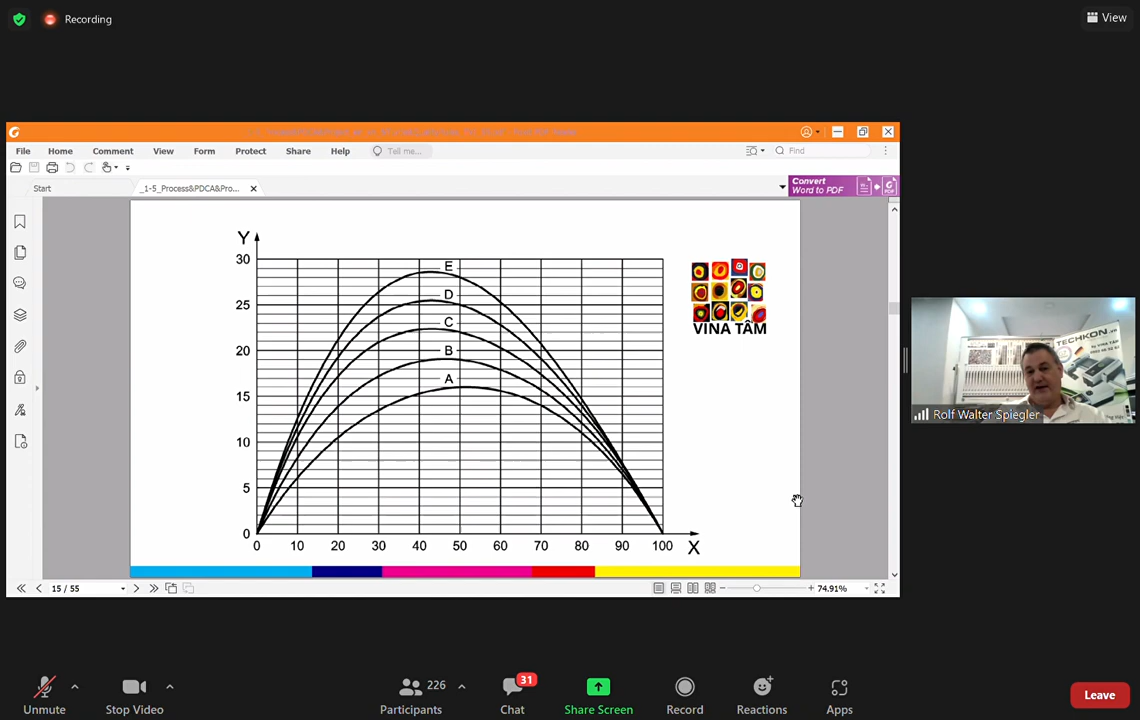 Recording
View
File Home Comment View Form Protect Share Help Tell me... Find
Start
_1-5_Process&PDCA&Pro...
Convert
Word to PDF
PDF
Y
30
25
20
15
10
5
0
E
D
C
B
A
0 10 20 30 40 50 60 70 80 90 100 X
VINA TÂM
TECHKON
Rolf Walter Spiegler
15 / 55
74.91%
Unmute
Stop Video
226
Participants
31
Chat
Share Screen
Record
Reactions
Apps
Leave